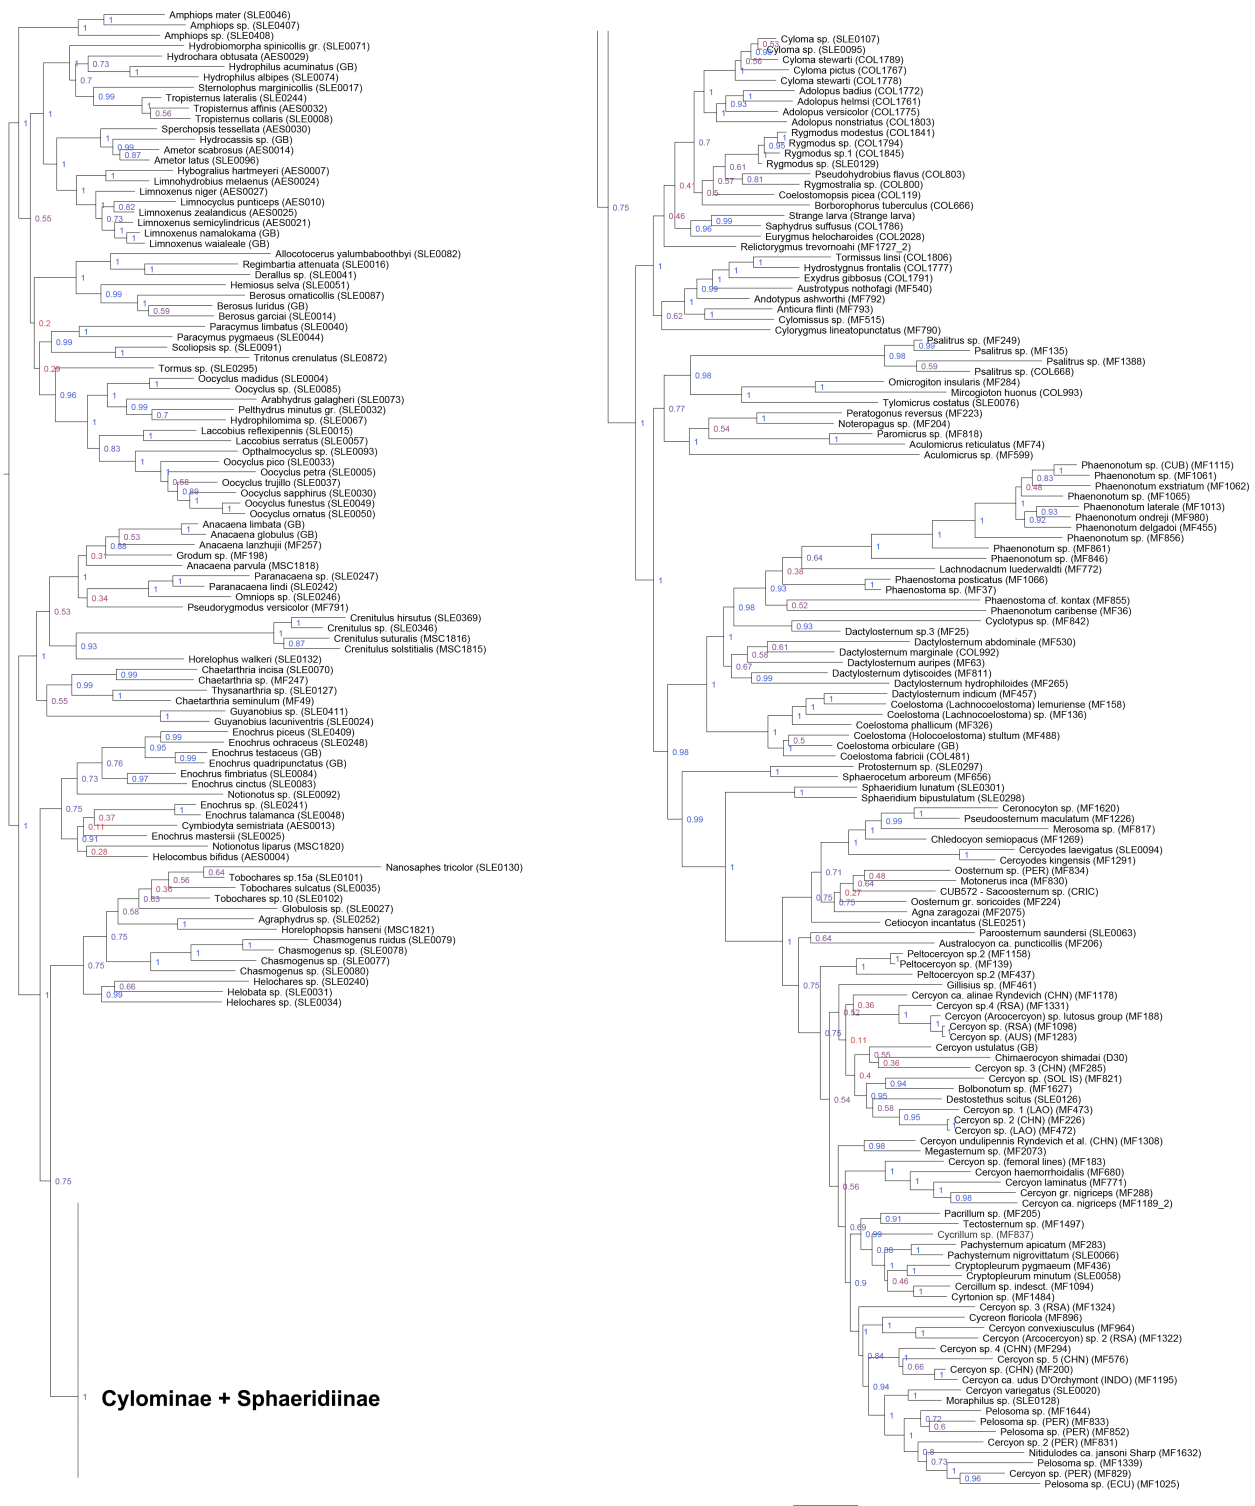 Amphiops mater (SLE0046)
Amphiops sp. (SLE0407)
Amphiops sp. (SLE0408)
Hydrobiomorpha spinicollis gr. (SLE0071)
Hydrochara obtusata (AES0029)
Hydrophilus acuminatus (GB)
Hydrophilus albipes (SLE0074)
Sternolophus marginicollis (SLE0017)
Tropisternus lateralis (SLE0244)
Tropisternus affinis (AES0032)
Tropisternus collaris (SLE0008)
Sperchopsis tessellata (AES0030)
Hydrocassis sp. (GB)
Ametor scabrosus (AES0014)
Ametor latus (SLE0096)
Hybogralius hartmeyeri (AES0007)
Limnohydrobius melaenus (AES0024)
Limnoxenus niger (AES0027)
Limnocyclus punticeps (AES010)
Limnoxenus zealandicus (AES0025)
Limnoxenus semicylindricus (AES0021)
Limnoxenus namalokama (GB)
Limnoxenus waialeale (GB)
Allocotocerus yalumbaboothbyi (SLE0082)
Regimbartia attenuata (SLE0016)
Derallus sp. (SLE0041)
Hemiosus selva (SLE0051)
Berosus ornaticollis (SLE0087)
Berosus luridus (GB)
Berosus garciai (SLE0014)
Paracymus limbatus (SLE0040)
Paracymus pygmaeus (SLE0044)
Scoliopsis sp. (SLE0091)
Tritonus crenulatus (SLE0872)
Tormus sp. (SLE0295)
Oocyclus madidus (SLE0004)
Oocyclus sp. (SLE0085)
Arabhydrus galagheri (SLE0073)
Pelthydrus minutus gr. (SLE0032)
Hydrophilomima sp. (SLE0067)
Laccobius reflexipennis (SLE0015)
Laccobius serratus (SLE0057)
Opthalmocyclus sp. (SLE0093)
Oocyclus pico (SLE0033)
Oocyclus petra (SLE0005)
Oocyclus trujillo (SLE0037)
Oocyclus sapphirus (SLE0030)
Oocyclus funestus (SLE0049)
Oocyclus ornatus (SLE0050)
Anacaena limbata (GB)
Anacaena globulus (GB)
Anacaena lanzhujii (MF257)
Grodum sp. (MF198)
Anacaena parvula (MSC1818)
Paranacaena sp. (SLE0247)
Paranacaena lindi (SLE0242)
Omniops sp. (SLE0246)
Pseudorygmodus versicolor (MF791)
Crenitulus hirsutus (SLE0369)
Crenitulus sp. (SLE0346)
Crenitulus suturalis (MSC1816)
Crenitulus solstitialis (MSC1815)
Horelophus walkeri (SLE0132)
Chaetarthria incisa (SLE0070)
Chaetarthria sp. (MF247)
Thysanarthria sp. (SLE0127)
Chaetarthria seminulum (MF49)
Guyanobius sp. (SLE0411)
Guyanobius lacuniventris (SLE0024)
Enochrus piceus (SLE0409)
Enochrus ochraceus (SLE0248)
Enochrus testaceus (GB)
Enochrus quadripunctatus (GB)
Enochrus fimbriatus (SLE0084)
Enochrus cinctus (SLE0083)
Notionotus sp. (SLE0092)
Enochrus sp. (SLE0241)
Enochrus talamanca (SLE0048)
Cymbiodyta semistriata (AES0013)
Enochrus mastersii (SLE0025)
Notionotus liparus (MSC1820)
Helocombus bifidus (AES0004)
Nanosaphes tricolor (SLE0130)
Tobochares sp.15a (SLE0101)
Tobochares sulcatus (SLE0035)
Tobochares sp.10 (SLE0102)
Globulosis sp. (SLE0027)
Agraphydrus sp. (SLE0252)
Horelophopsis hanseni (MSC1821)
Chasmogenus ruidus (SLE0079)
Chasmogenus sp. (SLE0078)
Chasmogenus sp. (SLE0077)
Chasmogenus sp. (SLE0080)
Helochares sp. (SLE0240)
Helobata sp. (SLE0031)
Helochares sp. (SLE0034)
Cylominae + Sphaeridiinae
Cyloma sp. (SLE0107)
Cyloma sp. (SLE0095)
Cyloma stewarti (COL1789)
Cyloma pictus (COL1767)
Cyloma stewarti (COL1778)
Adolopus badius (COL1772)
Adolopus helmsi (COL1761)
Adolopus versicolor (COL1775)
Adolopus nonstriatus (COL1803)
Rygmodus modestus (COL1841)
Rygmodus sp. (COL1794)
Rygmodus sp.1 (COL1845)
Rygmodus sp. (SLE0129)
Pseudohydrobius flavus (COL803)
Rygmostralia sp. (COL800)
Coelostomopsis picea (COL119)
Borborophorus tuberculus (COL666)
Strange larva (Strange larva)
Saphydrus suffusus (COL1786)
Eurygmus helocharoides (COL2028)
Relictorygmus trevornoahi (MF1727_2)
Tormissus linsi (COL1806)
Hydrostygnus frontalis (COL1777)
Exydrus gibbosus (COL1791)
Austrotypus nothofagi (MF540)
Andotypus ashworthi (MF792)
Anticura flinti (MF793)
Cylomissus sp. (MF515)
Cylorygmus lineatopunctatus (MF790)
Psalitrus sp. (MF249)
Psalitrus sp. (MF135)
Psalitrus sp. (MF1388)
Psalitrus sp. (COL668)
Omicrogiton insularis (MF284)
Mircogioton huonus (COL993)
Tylomicrus costatus (SLE0076)
Peratogonus reversus (MF223)
Noteropagus sp. (MF204)
Paromicrus sp. (MF818)
Aculomicrus reticulatus (MF74)
Aculomicrus sp. (MF599)
Phaenonotum sp. (CUB) (MF1115)
Phaenonotum sp. (MF1061)
Phaenonotum exstriatum (MF1062)
Phaenonotum sp. (MF1065)
Phaenonotum laterale (MF1013)
Phaenonotum ondreji (MF980)
Phaenonotum delgadoi (MF455)
Phaenonotum sp. (MF856)
Phaenonotum sp. (MF861)
Phaenonotum sp. (MF846)
Lachnodacnum luederwaldti (MF772)
Phaenostoma posticatus (MF1066)
Phaenostoma sp. (MF37)
Phaenostoma cf. kontax (MF855)
Phaenonotum caribense (MF36)
Cyclotypus sp. (MF842)
Dactylosternum sp.3 (MF25)
Dactylosternum abdominale (MF530)
Dactylosternum marginale (COL992)
Dactylosternum auripes (MF63)
Dactylosternum dytiscoides (MF811)
Dactylosternum hydrophiloides (MF265)
Dactylosternum indicum (MF457)
Coelostoma (Lachnocoelostoma) lemuriense (MF158)
Coelostoma (Lachnocoelostoma) sp. (MF136)
Coelostoma phallicum (MF326)
Coelostoma (Holocoelostoma) stultum (MF488)
Coelostoma orbiculare (GB)
Coelostoma fabricii (COL481)
Protosternum sp. (SLE0297)
Sphaerocetum arboreum (MF656)
Sphaeridium lunatum (SLE0301)
Sphaeridium bipustulatum (SLE0298)
Ceronocyton sp. (MF1620)
Pseudoosternum maculatum (MF1226)
Merosoma sp. (MF817)
Chledocyon semiopacus (MF1269)
Cercyodes laevigatus (SLE0094)
Cercyodes kingensis (MF1291)
Oosternum sp. (PER) (MF834)
Motonerus inca (MF830)
CUB572 - Sacosternum sp. (CRIC)
Oosternum gr. soricoides (MF224)
Agna zaragozai (MF2075)
Cetiocyon incantatus (SLE0251)
Paroosternum saundersi (SLE0063)
Australocyon ca. puncticollis (MF206)
Peltocercyon sp.2 (MF1158)
Peltocercyon sp. (MF139)
Peltocercyon sp.2 (MF437)
Gillisius sp. (MF461)
Cercyon ca. alinae Ryndevich (CHN) (MF1178)
Cercyon sp.4 (RSA) (MF1331)
Cercyon (Arcocercyon) sp. lutosus group (MF188)
Cercyon sp. (RSA) (MF1098)
Cercyon sp. (AUS) (MF1283)
Cercyon ustulatus (GB)
Chimaerocyon shimadai (D30)
Cercyon sp. 3 (CHN) (MF285)
Cercyon sp. (SOL IS) (MF821)
Bolbonotum sp. (MF1627)
Destostethus scitus (SLE0126)
Cercyon sp. 1 (LAO) (MF473)
Cercyon sp. 2 (CHN) (MF226)
Cercyon sp. (LAO) (MF472)
Cercyon undulipennis Ryndevich et al. (CHN) (MF1308)
Megasternum sp. (MF2073)
Cercyon sp. (femoral lines) (MF183)
Cercyon haemorrhoidalis (MF680)
Cercyon laminatus (MF771)
Cercyon gr. nigriceps (MF288)
Cercyon ca. nigriceps (MF1189_2)
Pacrillum sp. (MF205)
Tectosternum sp. (MF1497)
Cycrillum sp. (MF837)
Pachysternum apicatum (MF283)
Pachysternum nigrovittatum (SLE0066)
Cryptopleurum pygmaeum (MF436)
Cryptopleurum minutum (SLE0058)
Cercillum sp. indesct. (MF1094)
Cyrtonion sp. (MF1484)
Cercyon sp. 3 (RSA) (MF1324)
Cycreon floricola (MF896)
Cercyon convexiusculus (MF964)
Cercyon (Arcocercyon) sp. 2 (RSA) (MF1322)
Cercyon sp. 4 (CHN) (MF294)
Cercyon sp. 5 (CHN) (MF576)
Cercyon sp. (CHN) (MF200)
Cercyon ca. udus D'Orchymont (INDO) (MF1195)
Cercyon variegatus (SLE0020)
Moraphilus sp. (SLE0128)
Pelosoma sp. (MF1644)
Pelosoma sp. (PER) (MF833)
Pelosoma sp. (PER) (MF852)
Cercyon sp. 2 (PER) (MF831)
Nitidulodes ca. jansoni Sharp (MF1632)
Pelosoma sp. (MF1339)
Cercyon sp. (PER) (MF829)
Pelosoma sp. (ECU) (MF1025)